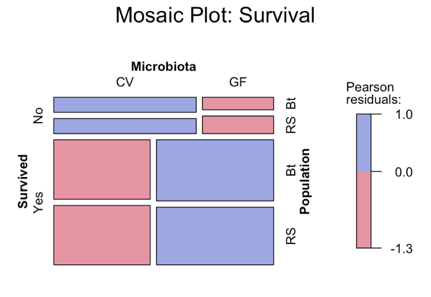 Mosaic Plot: Survival
Microbiota
CV GF
Survived
No
Yes
Bt
RS
Bt
RS
Population
Pearson
residuals:
1.0
0.0
-1.3